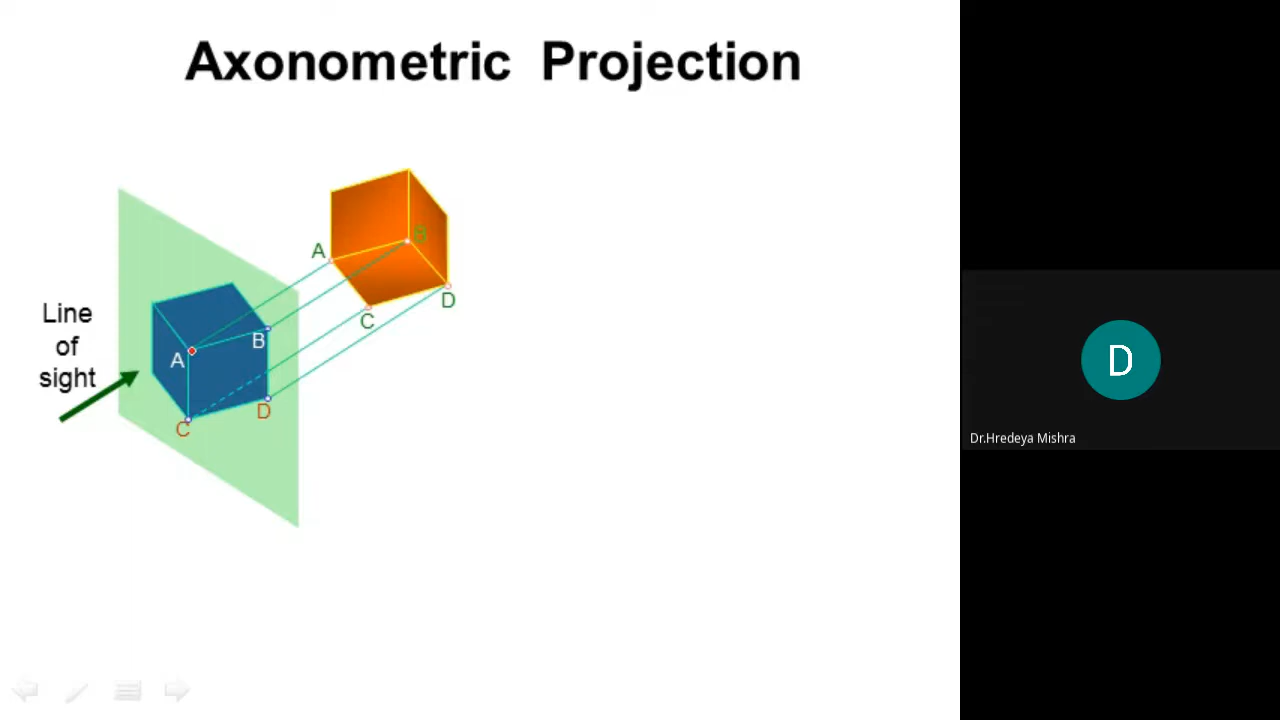 Axonometric Projection
A
B
C
D
Line
of
sight
A
B
C
D
D
Dr.Hredeya Mishra